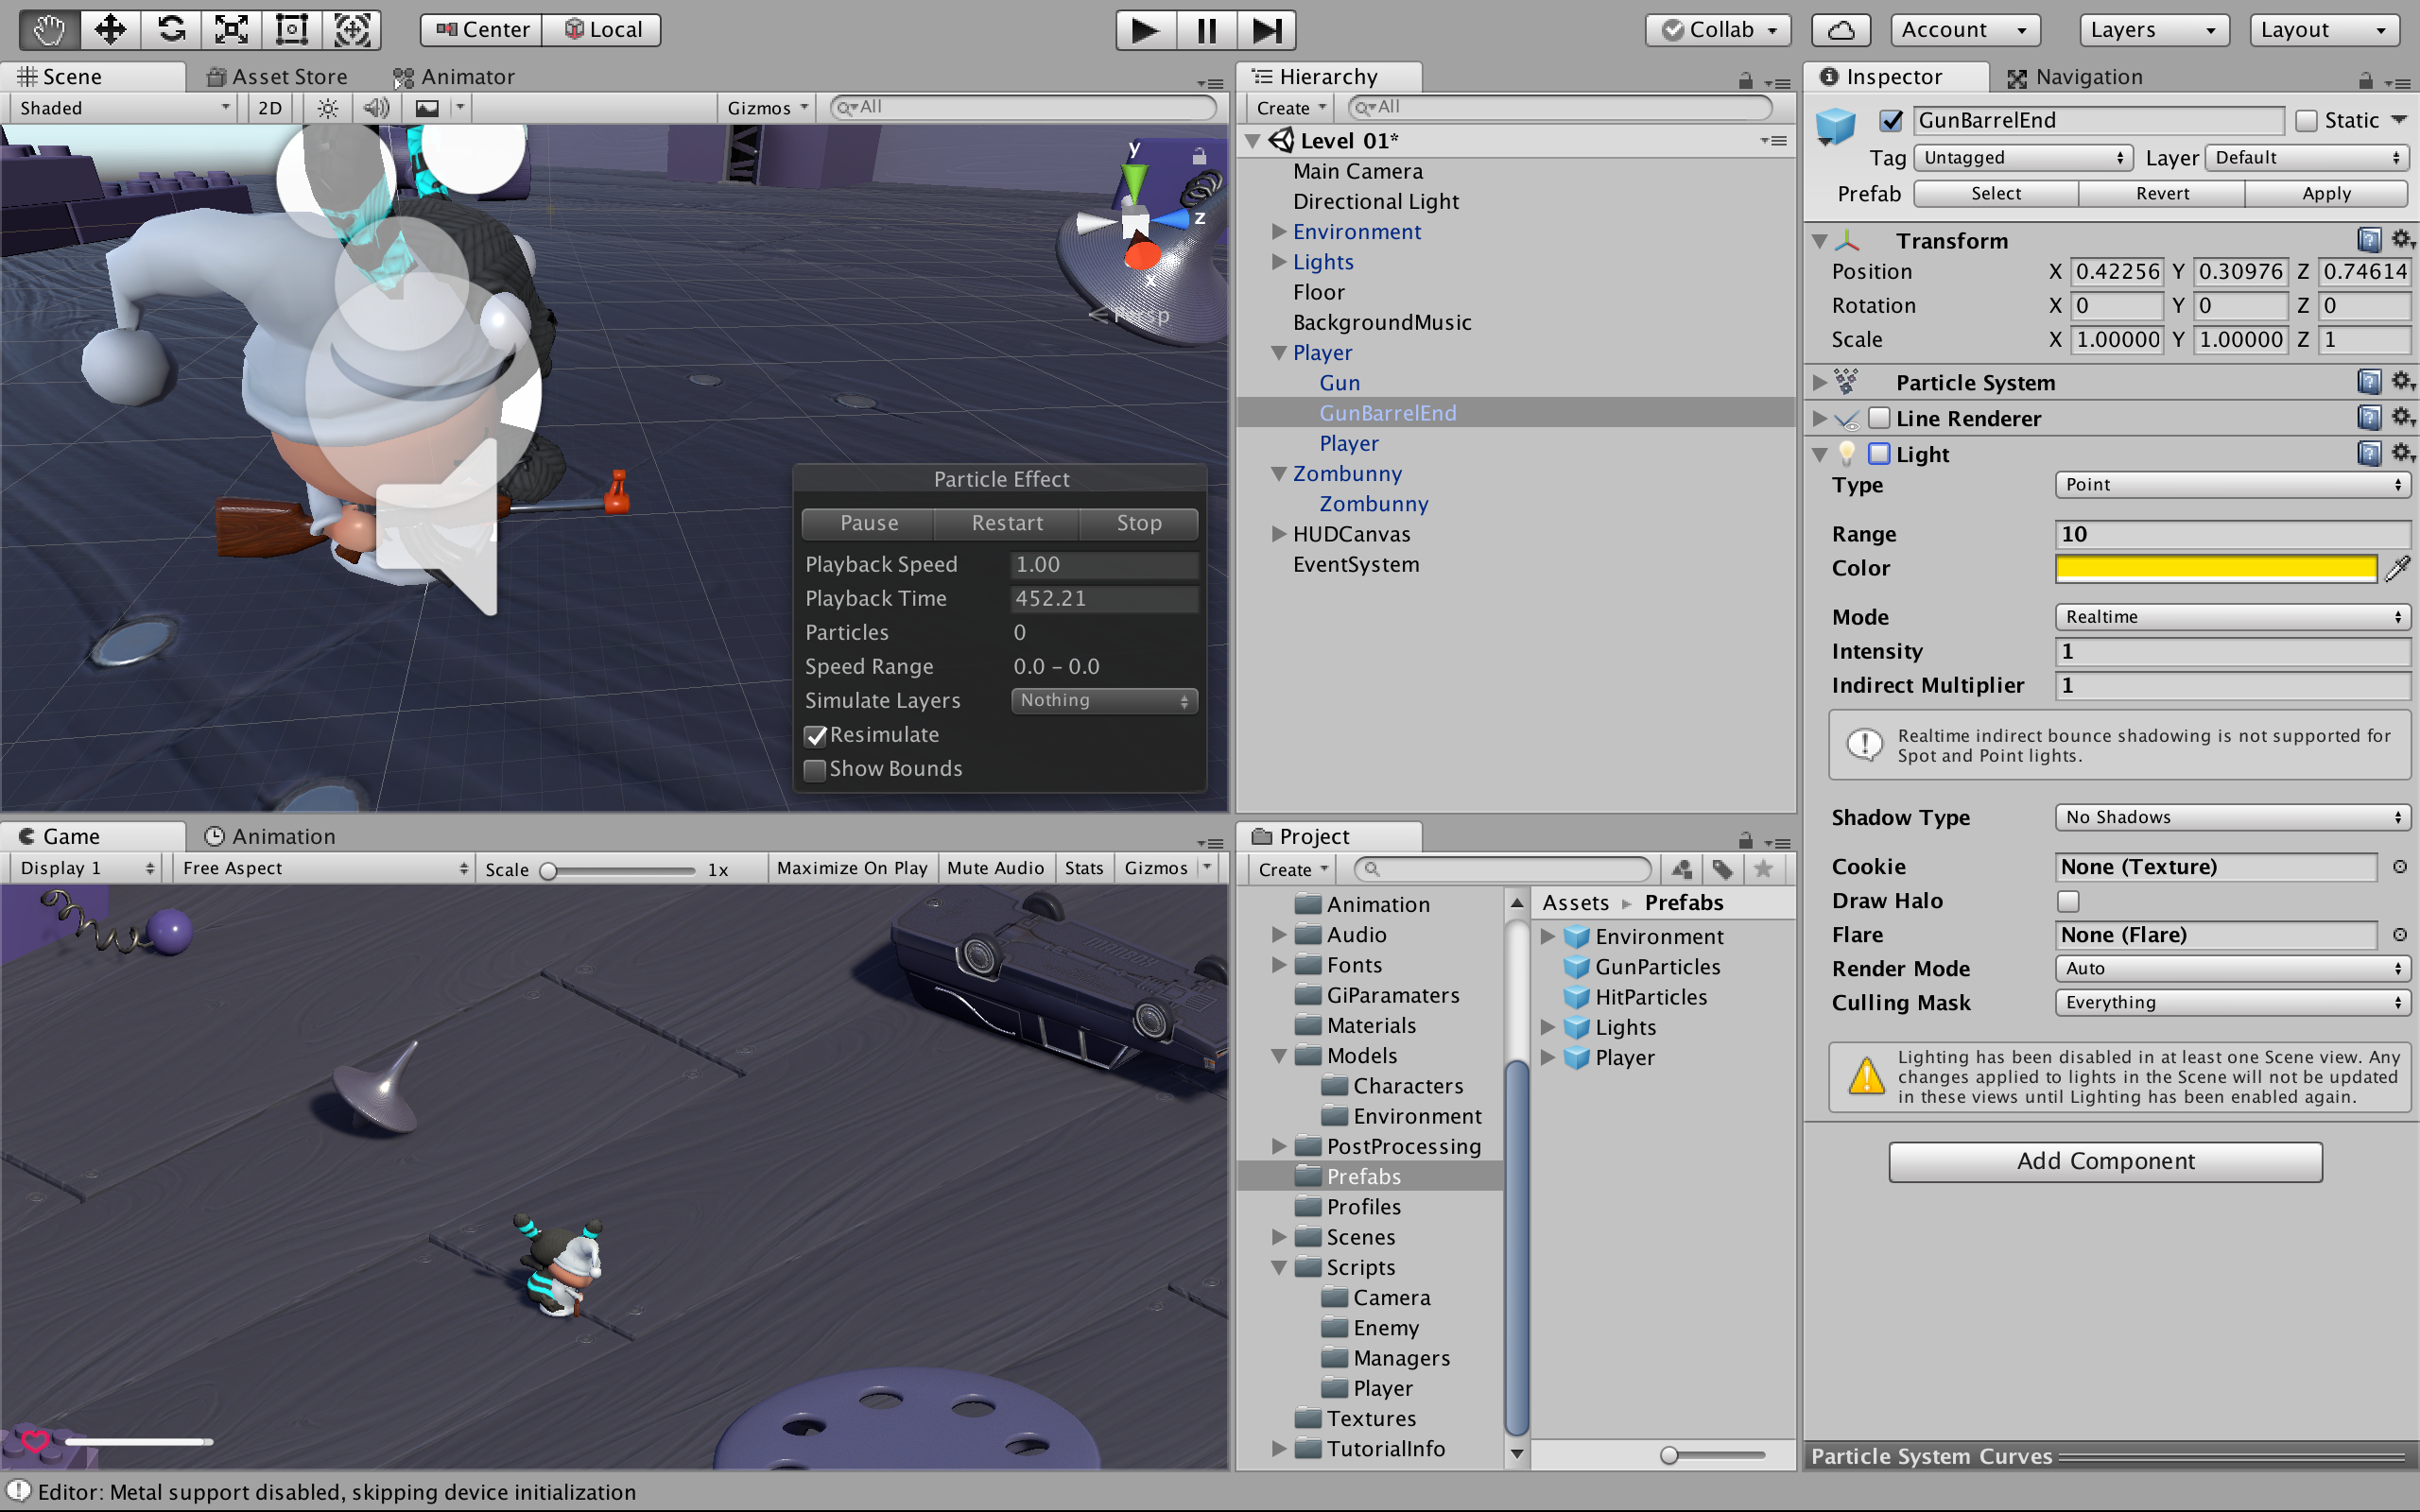 Center Local Collab Account Layers Layout
Scene Asset Store Animator
Shaded 2D Gizmos All
y
z
x
Persp
Particle Effect
Pause Restart Stop
Playback Speed 1.00
Playback Time 452.21
Particles 0
Speed Range 0.0 – 0.0
Simulate Layers Nothing
Resimulate
Show Bounds
Hierarchy
Create All
Level 01*
Main Camera
Directional Light
Environment
Lights
Floor
BackgroundMusic
Player
Gun
GunBarrelEnd
Player
Zombunny
Zombunny
HUDCanvas
EventSystem
Inspector Navigation
GunBarrelEnd Static
Tag Untagged Layer Default
Prefab Select Revert Apply
Transform
Position X 0.42256 Y 0.30976 Z 0.74614
Rotation X 0 Y 0 Z 0
Scale X 1.00000 Y 1.00000 Z 1
Particle System
Line Renderer
Light
Type Point
Range 10
Color
Mode Realtime
Intensity 1
Indirect Multiplier 1
Realtime indirect bounce shadowing is not supported for
Spot and Point lights.
Shadow Type No Shadows
Cookie None (Texture)
Draw Halo
Flare None (Flare)
Render Mode Auto
Culling Mask Everything
Lighting has been disabled in at least one Scene view. Any
changes applied to lights in the Scene will not be updated
in these views until Lighting has been enabled again.
Add Component
Particle System Curves
Game Animation
Display 1 Free Aspect Scale 1x Maximize On Play Mute Audio Stats Gizmos
Project
Create
Animation
Audio
Fonts
GiParamaters
Materials
Models
Characters
Environment
PostProcessing
Prefabs
Profiles
Scenes
Scripts
Camera
Enemy
Managers
Player
Textures
TutorialInfo
Assets Prefabs
Environment
GunParticles
HitParticles
Lights
Player
Editor: Metal support disabled, skipping device initialization